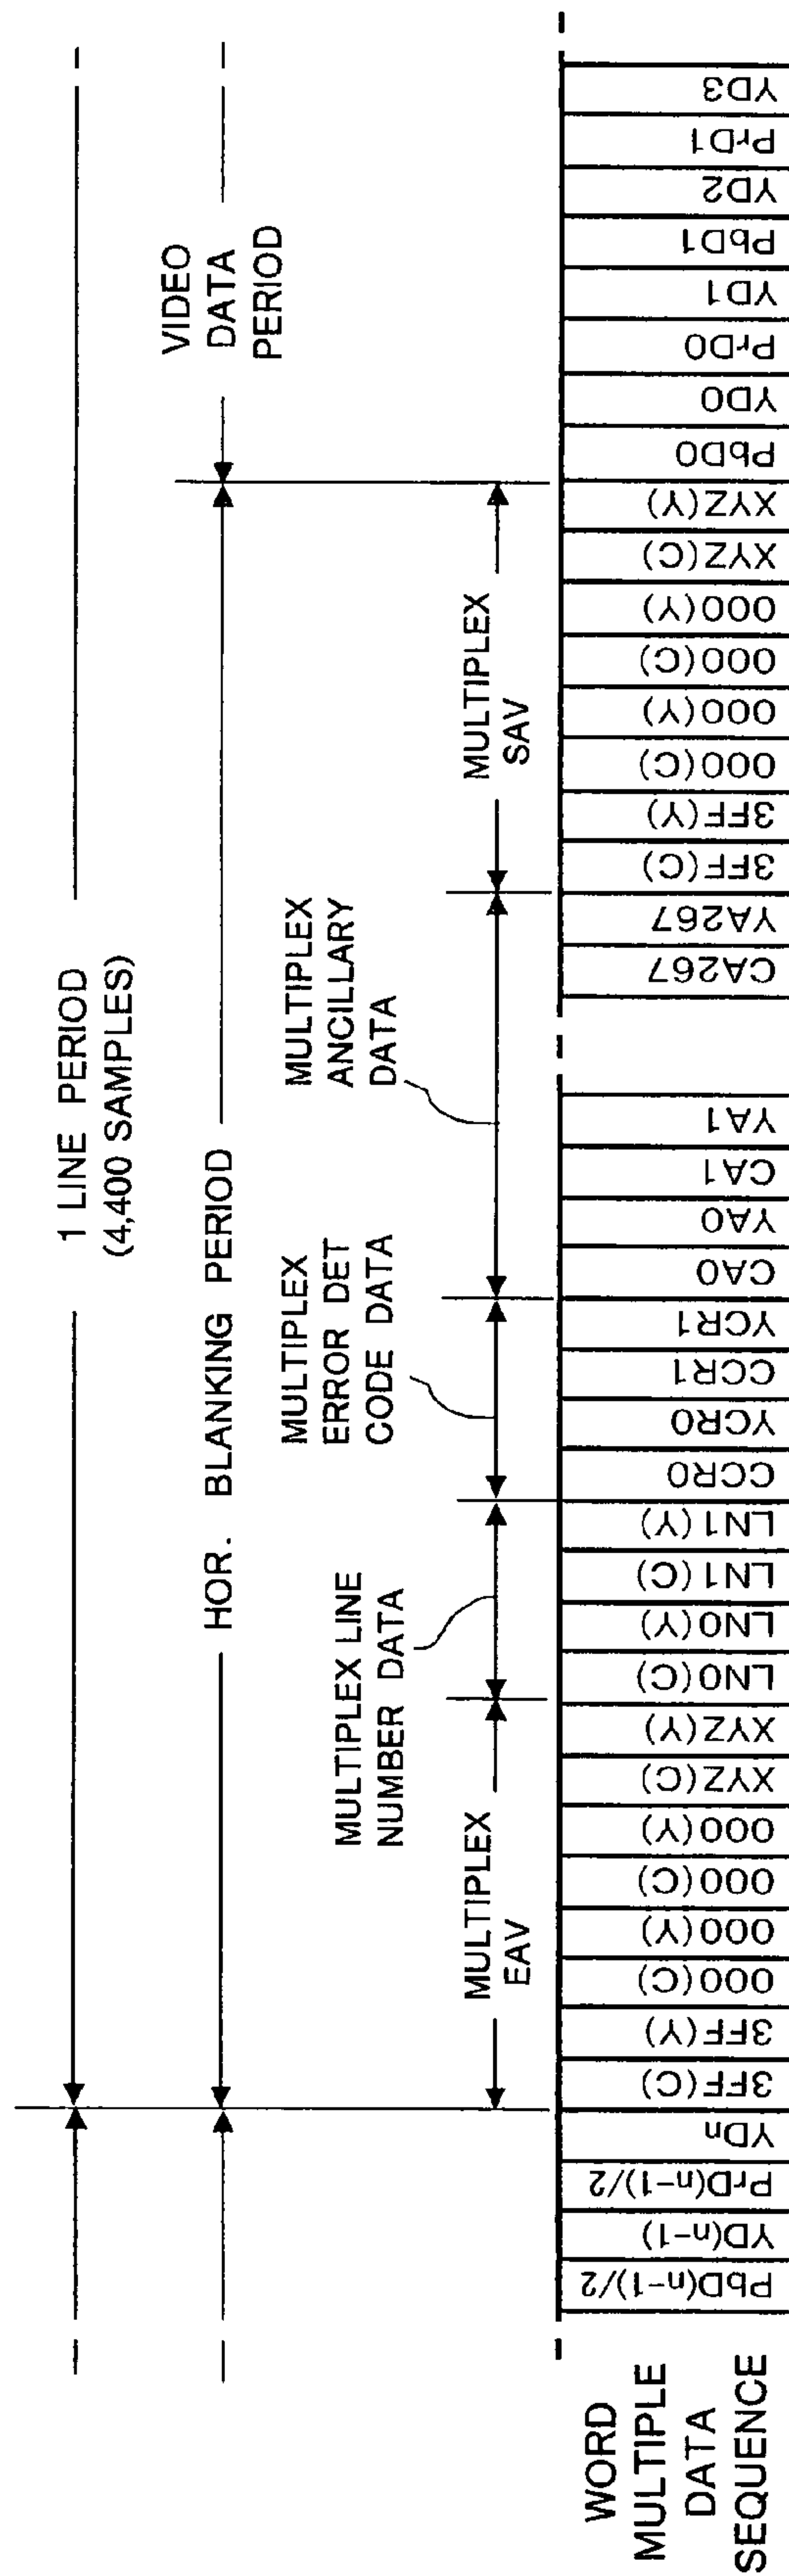 1 LINE PERIOD
(4,400 SAMPLES)
HOR. BLANKING PERIOD
VIDEO
DATA
PERIOD
MULTIPLEX
EAV
MULTIPLEX LINE
NUMBER DATA
MULTIPLEX
ERROR DET
CODE DATA
MULTIPLEX
ANCILLARY
DATA
MULTIPLEX
SAV
WORD
MULTIPLE
DATA
SEQUENCE
PbD(n-1)/2
YD(n-1)
PrD(n-1)/2
YDn
3FF(C)
3FF(Y)
000(C)
000(Y)
000(C)
000(Y)
XYZ(C)
XYZ(Y)
LN0(C)
LN0(Y)
LN1(C)
LN1(Y)
CCR0
YCR0
CCR1
YCR1
CA0
YA0
CA1
YA1
CA267
YA267
3FF(C)
3FF(Y)
000(C)
000(Y)
000(C)
000(Y)
XYZ(C)
XYZ(Y)
PbD0
YD0
PrD0
YD1
PbD1
YD2
PrD1
YD3